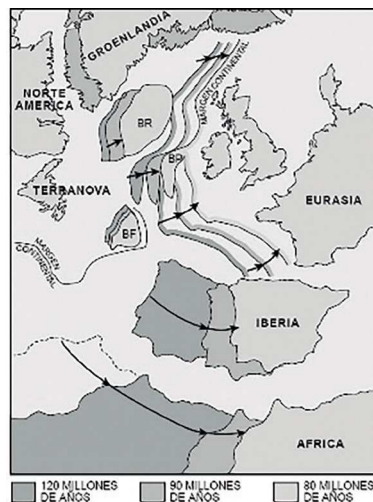 GROENLANDIA
NORTE
AMERICA
MARGEN CONTINENTAL
BR
BP
TERRANOVA
EURASIA
BF
MARGEN
CONTINENTAL
IBERIA
AFRICA
120 MILLONES
DE AÑOS
90 MILLONES
DE AÑOS
80 MILLONES
DE AÑOS